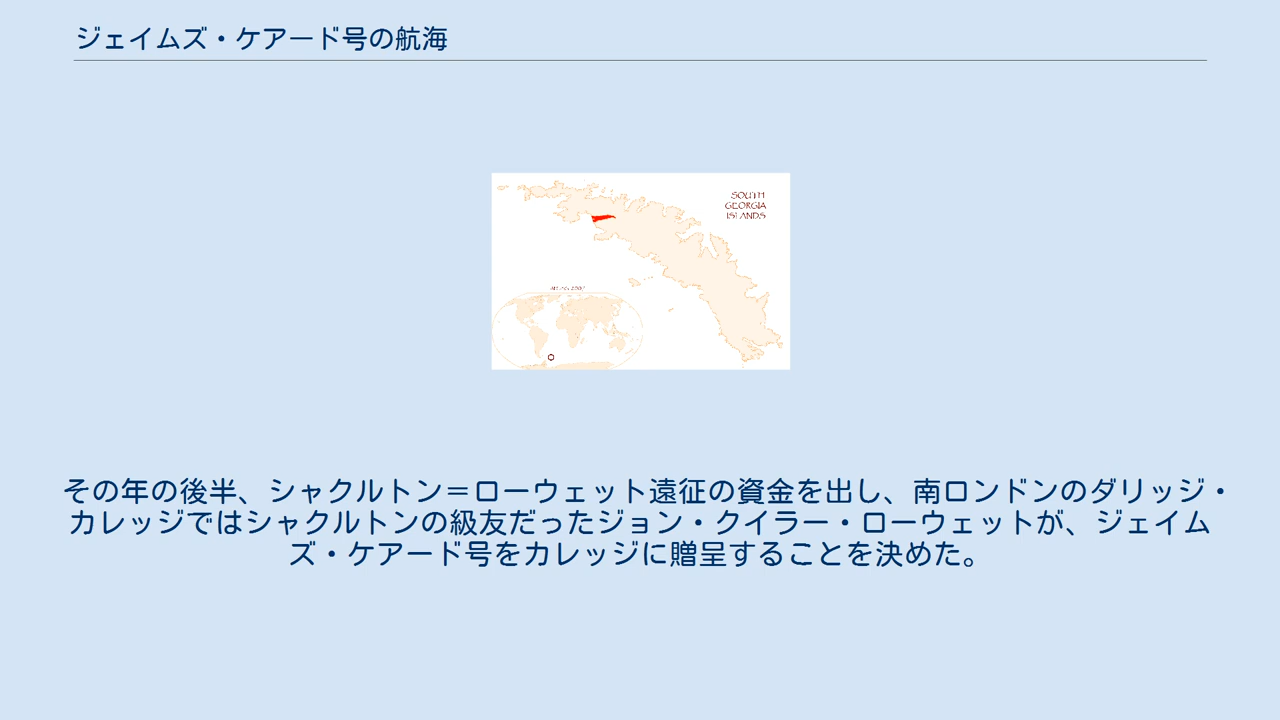 ジェイムズ・ケアード号の航海
SOUTH
GEORGIA
ISLANDS
その年の後半、シャクルトン＝ローウェット遠征の資金を出し、南ロンドンのダリッジ・
カレッジではシャクルトンの級友だったジョン・クイラー・ローウェットが、ジェイム
ズ・ケアード号をカレッジに贈呈することを決めた。